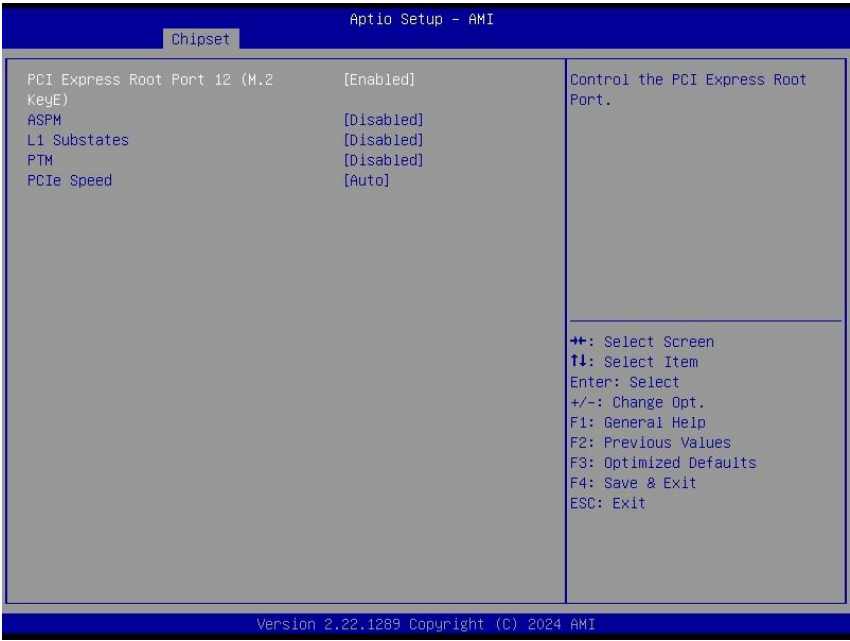 Aptio Setup - AMI
Chipset
PCI Express Root Port 12 (M.2 [Enabled]
KeyE)
ASPM [Disabled]
L1 Substates [Disabled]
PTM [Disabled]
PCIe Speed [Auto]
Control the PCI Express Root
Port.
→←: Select Screen
↑↓: Select Item
Enter: Select
+/-: Change Opt.
F1: General Help
F2: Previous Values
F3: Optimized Defaults
F4: Save & Exit
ESC: Exit
Version 2.22.1289 Copyright (C) 2024 AMI